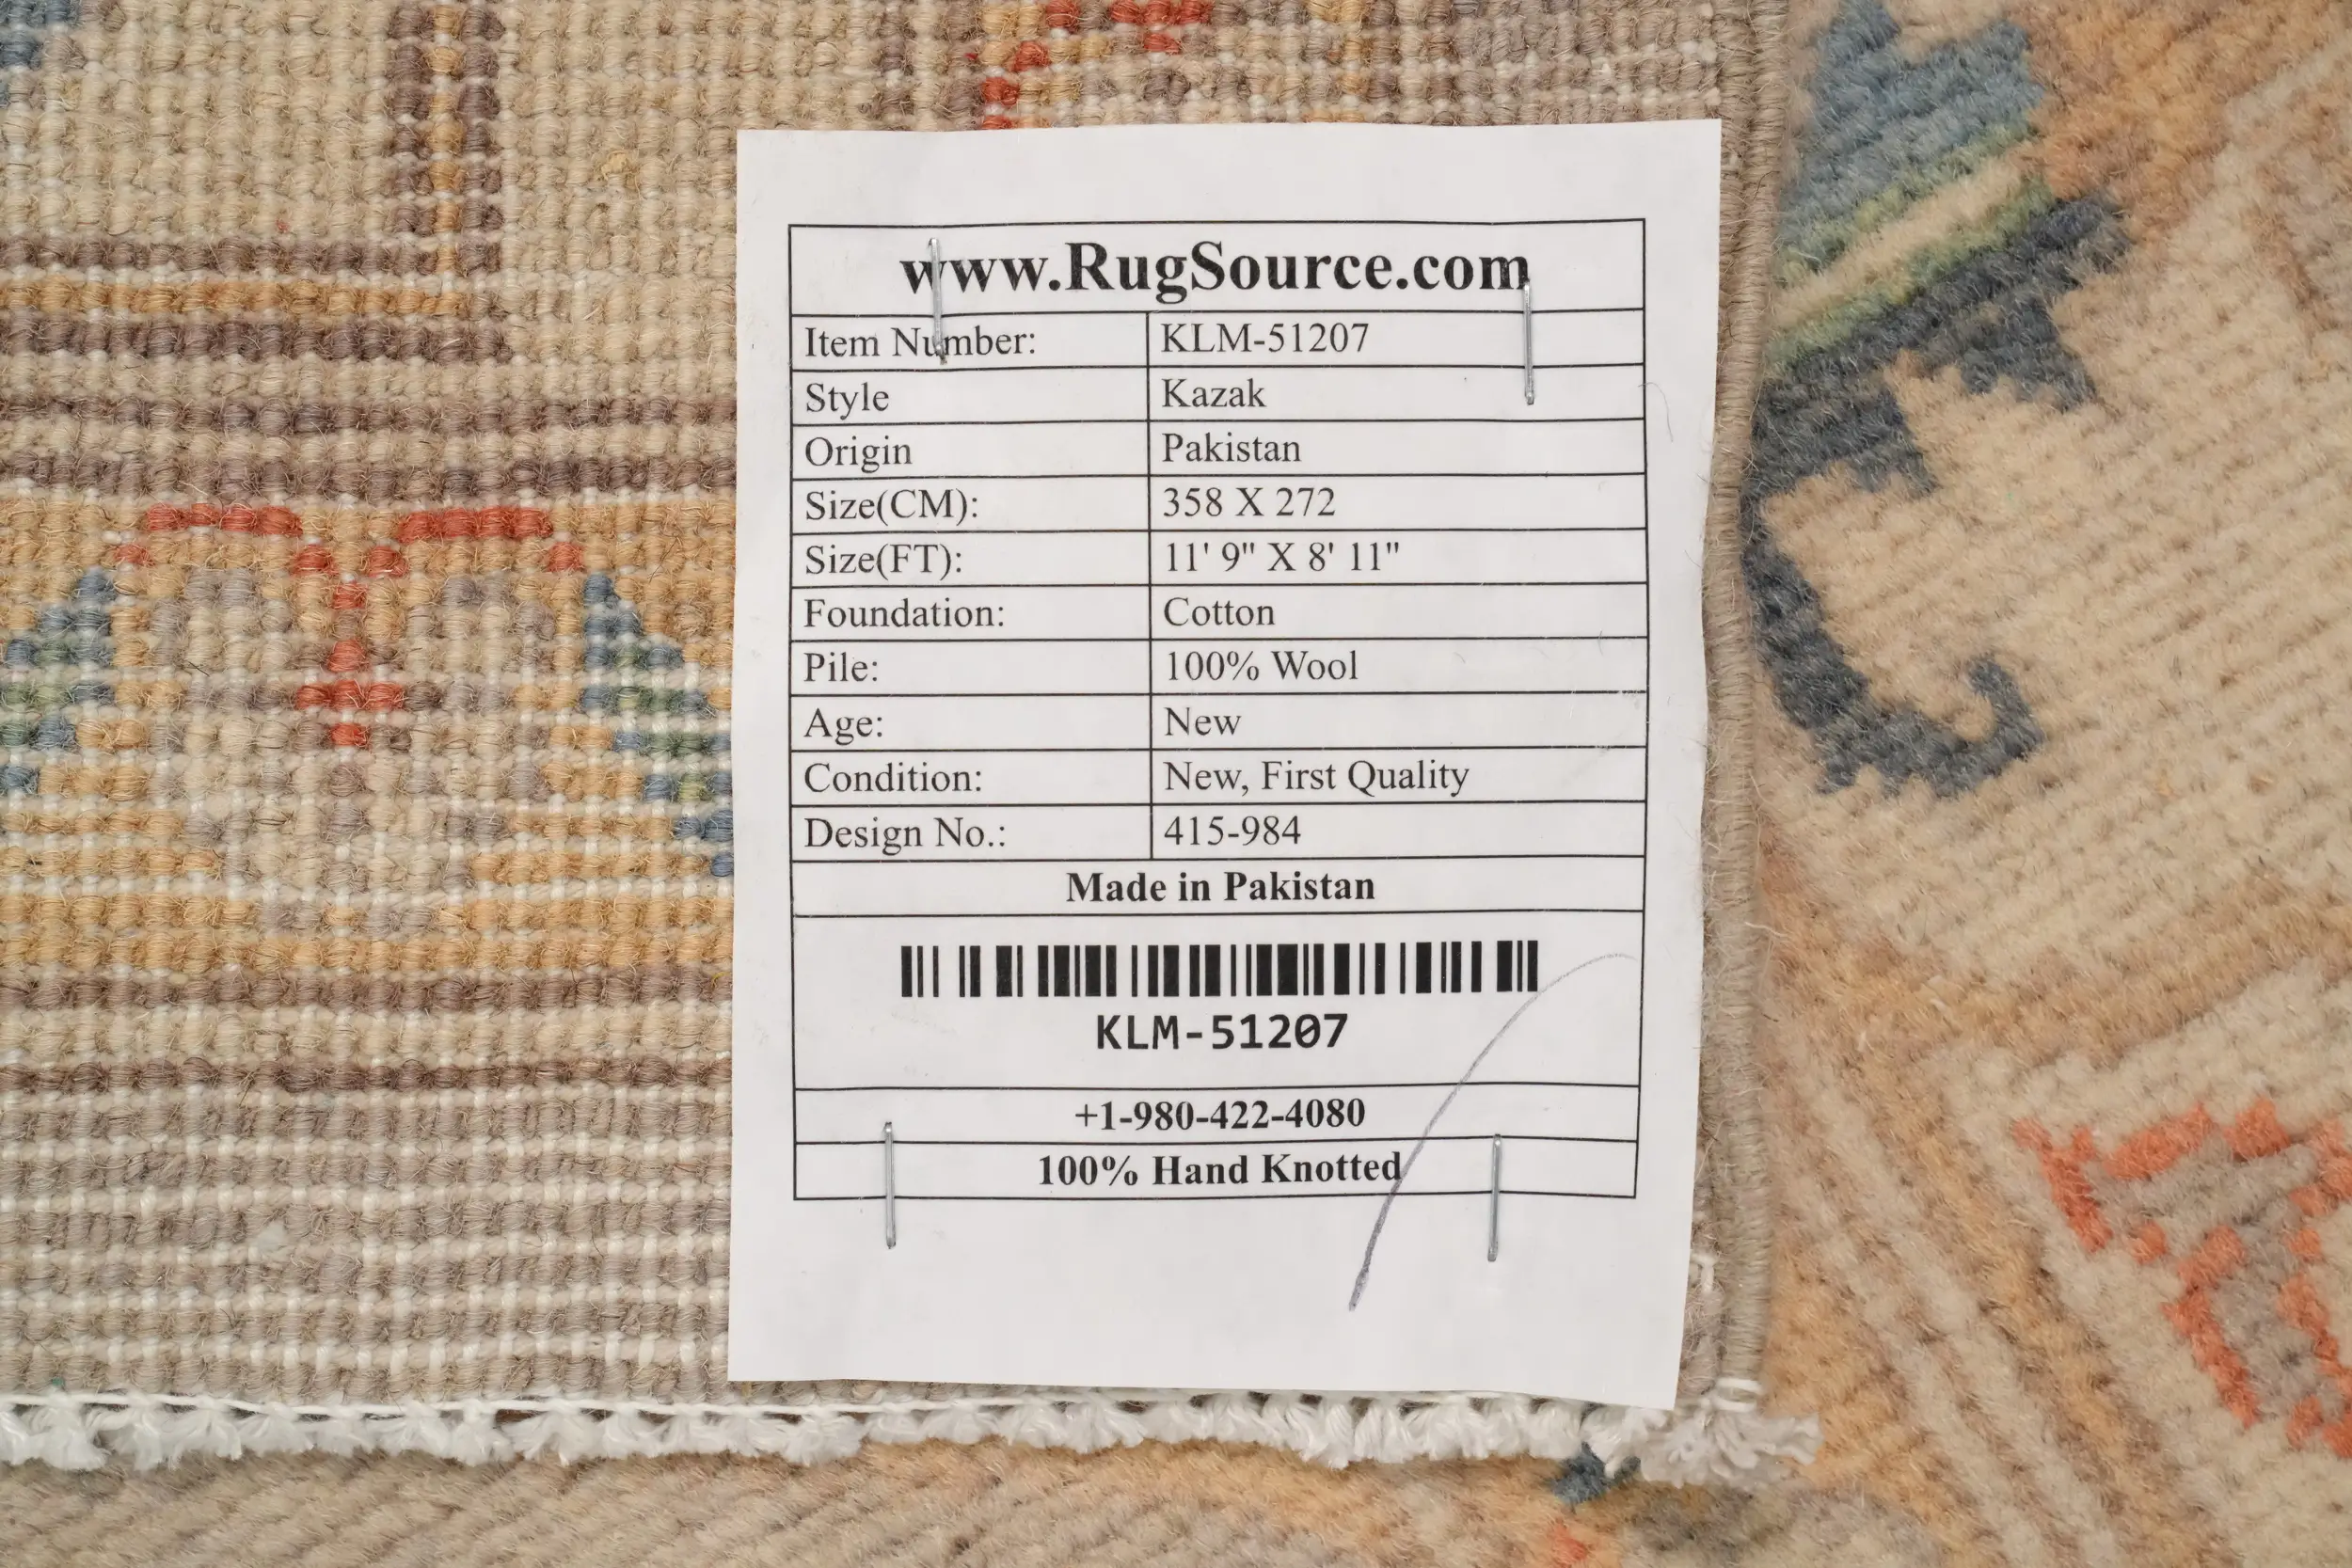 www.RugSource.com
Item Number: KLM-51207
Style Kazak
Origin Pakistan
Size(CM): 358 X 272
Size(FT): 11' 9" X 8' 11"
Foundation: Cotton
Pile: 100% Wool
Age: New
Condition: New, First Quality
Design No.: 415-984
Made in Pakistan
KLM-51207
+1-980-422-4080
100% Hand Knotted